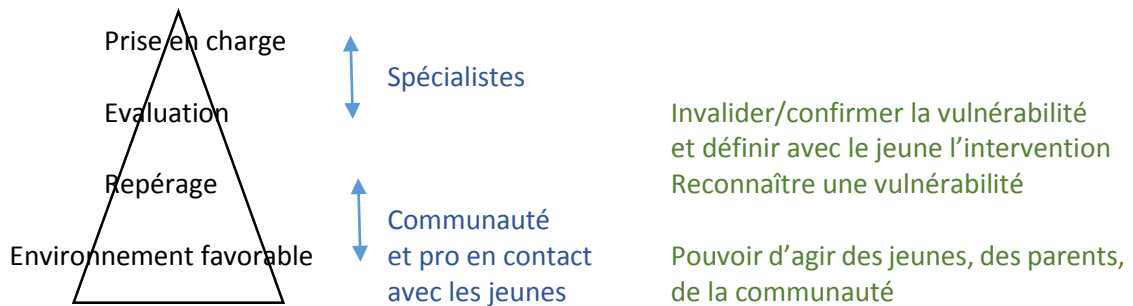 Prise en charge
Spécialistes
Evaluation
Invalider/confirmer la vulnérabilité
et définir avec le jeune l’intervention
Repérage
Reconnaître une vulnérabilité
Communauté
et pro en contact
avec les jeunes
Environnement favorable
Pouvoir d’agir des jeunes, des parents,
de la communauté